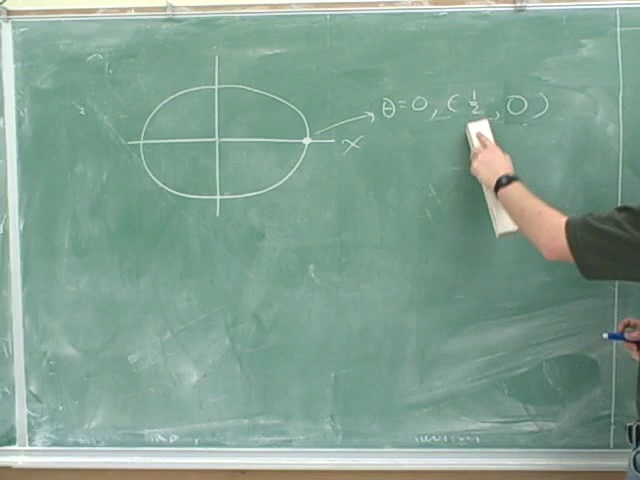 θ=0, (1/2, 0)
x